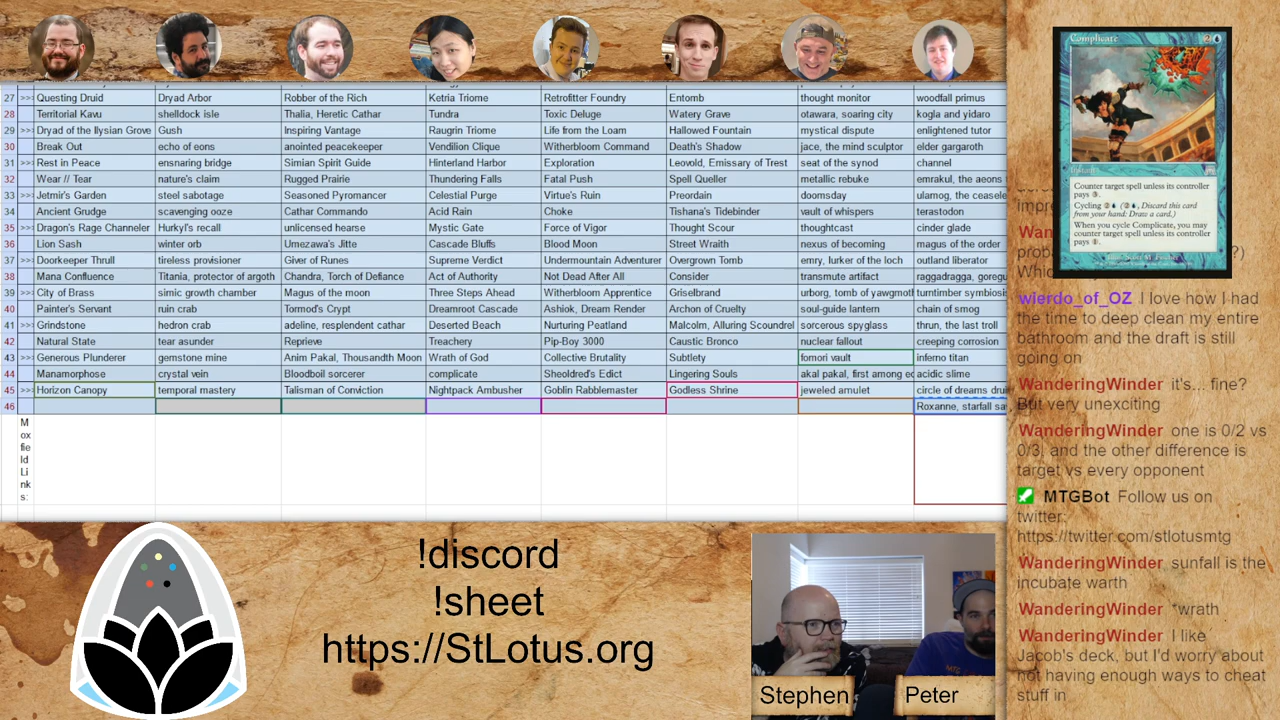 27 >>> Questing Druid Dryad Arbor Robber of the Rich Ketria Triome Retrofitter Foundry Entomb thought monitor woodfall primus
28 Territorial Kavu shelldock isle Thalia, Heretic Cathar Tundra Toxic Deluge Watery Grave otawara, soaring city kogla and yidaro
29 >>> Dryad of the Ilysian Grove Gush Inspiring Vantage Raugrin Triome Life from the Loam Hallowed Fountain mystical dispute enlightened tutor
30 Break Out echo of eons anointed peacekeeper Vendilion Clique Witherbloom Command Death's Shadow jace, the mind sculptor elder gargaroth
31 >>> Rest in Peace ensnaring bridge Simian Spirit Guide Hinterland Harbor Exploration Leovold, Emissary of Trest seat of the synod channel
32 Wear // Tear nature's claim Rugged Prairie Thundering Falls Fatal Push Spell Queller metallic rebuke emrakul, the aeons
33 >>> Jetmir's Garden steel sabotage Seasoned Pyromancer Celestial Purge Virtue's Ruin Preordain doomsday ulamog, the ceasele
34 Ancient Grudge scavenging ooze Cathar Commando Acid Rain Choke Tishana's Tidebinder vault of whispers terastodon
35 >>> Dragon's Rage Channeler Hurkyl's recall unlicensed hearse Mystic Gate Force of Vigor Thought Scour thoughtcast cinder glade
36 Lion Sash winter orb Umezawa's Jitte Cascade Bluffs Blood Moon Street Wraith nexus of becoming magus of the order
37 >>> Doorkeeper Thrull tireless provisioner Giver of Runes Supreme Verdict Undermountain Adventurer Overgrown Tomb emry, lurker of the loch outland liberator
38 Mana Confluence Titania, protector of argoth Chandra, Torch of Defiance Out of Authority Not Dead After All Consider transmute artifact raggadragga, goregu
39 >>> City of Brass simic growth chamber Magus of the moon Three Steps Ahead Witherbloom Apprentice Griselbrand urborg, tomb of yawgmoth turntimber symbiosis
40 Painter's Servant ruin crab Tormod's Crypt Dreamroot Cascade Ashiok, Dream Render Archon of Cruelty soul-guide lantern chain of smog
41 >>> Grindstone hedron crab adeline, resplendent cathar Deserted Beach Nurturing Peatland Malcolm, Alluring Scoundrel sorcerous spyglass thrun, the last troll
42 Natural State tear asunder Reprieve Treachery Pip-Boy 3000 Caustic Bronco nuclear fallout creeping corrosion
43 >>> Generous Plunderer gemstone mine Anim Pakal, Thousandth Moon Wrath of God Collective Brutality Subtlety fomori vault inferno titan
44 Manamorphose crystal vein Bloodboil sorcerer complicate Sheoldred's Edict Lingering Souls akal pakal, first among eq acidic slime
45 >>> Horizon Canopy temporal mastery Talisman of Conviction Nightpack Ambusher Goblin Rabblemaster Godless Shrine jeweled amulet circle of dreams drui
46 Roxanne, starfall sa
M
ox
fie
ld
Li
nk
s:
!discord
!sheet
https://StLotus.org
Stephen Peter
Complicate 2
Instant
Counter target spell unless its controller
pays 3.
Cycling 2 (2, Discard this card
from your hand: Draw a card.)
When you cycle Complicate, you may
counter target spell unless its controller
pays 1.
impre
Wan
prob ?)
Whic
wierdo_of_OZ I love how I had
the time to deep clean my entire
bathroom and the draft is still
going on
WanderingWinder it's... fine?
But very unexciting
WanderingWinder one is 0/2 vs
0/3, and the other difference is
target vs every opponent
MTGBot Follow us on
twitter:
https://twitter.com/stlotusmtg
WanderingWinder sunfall is the
incubate warth
WanderingWinder *wrath
WanderingWinder I like
Jacob's deck, but I'd worry about
not having enough ways to cheat
stuff in